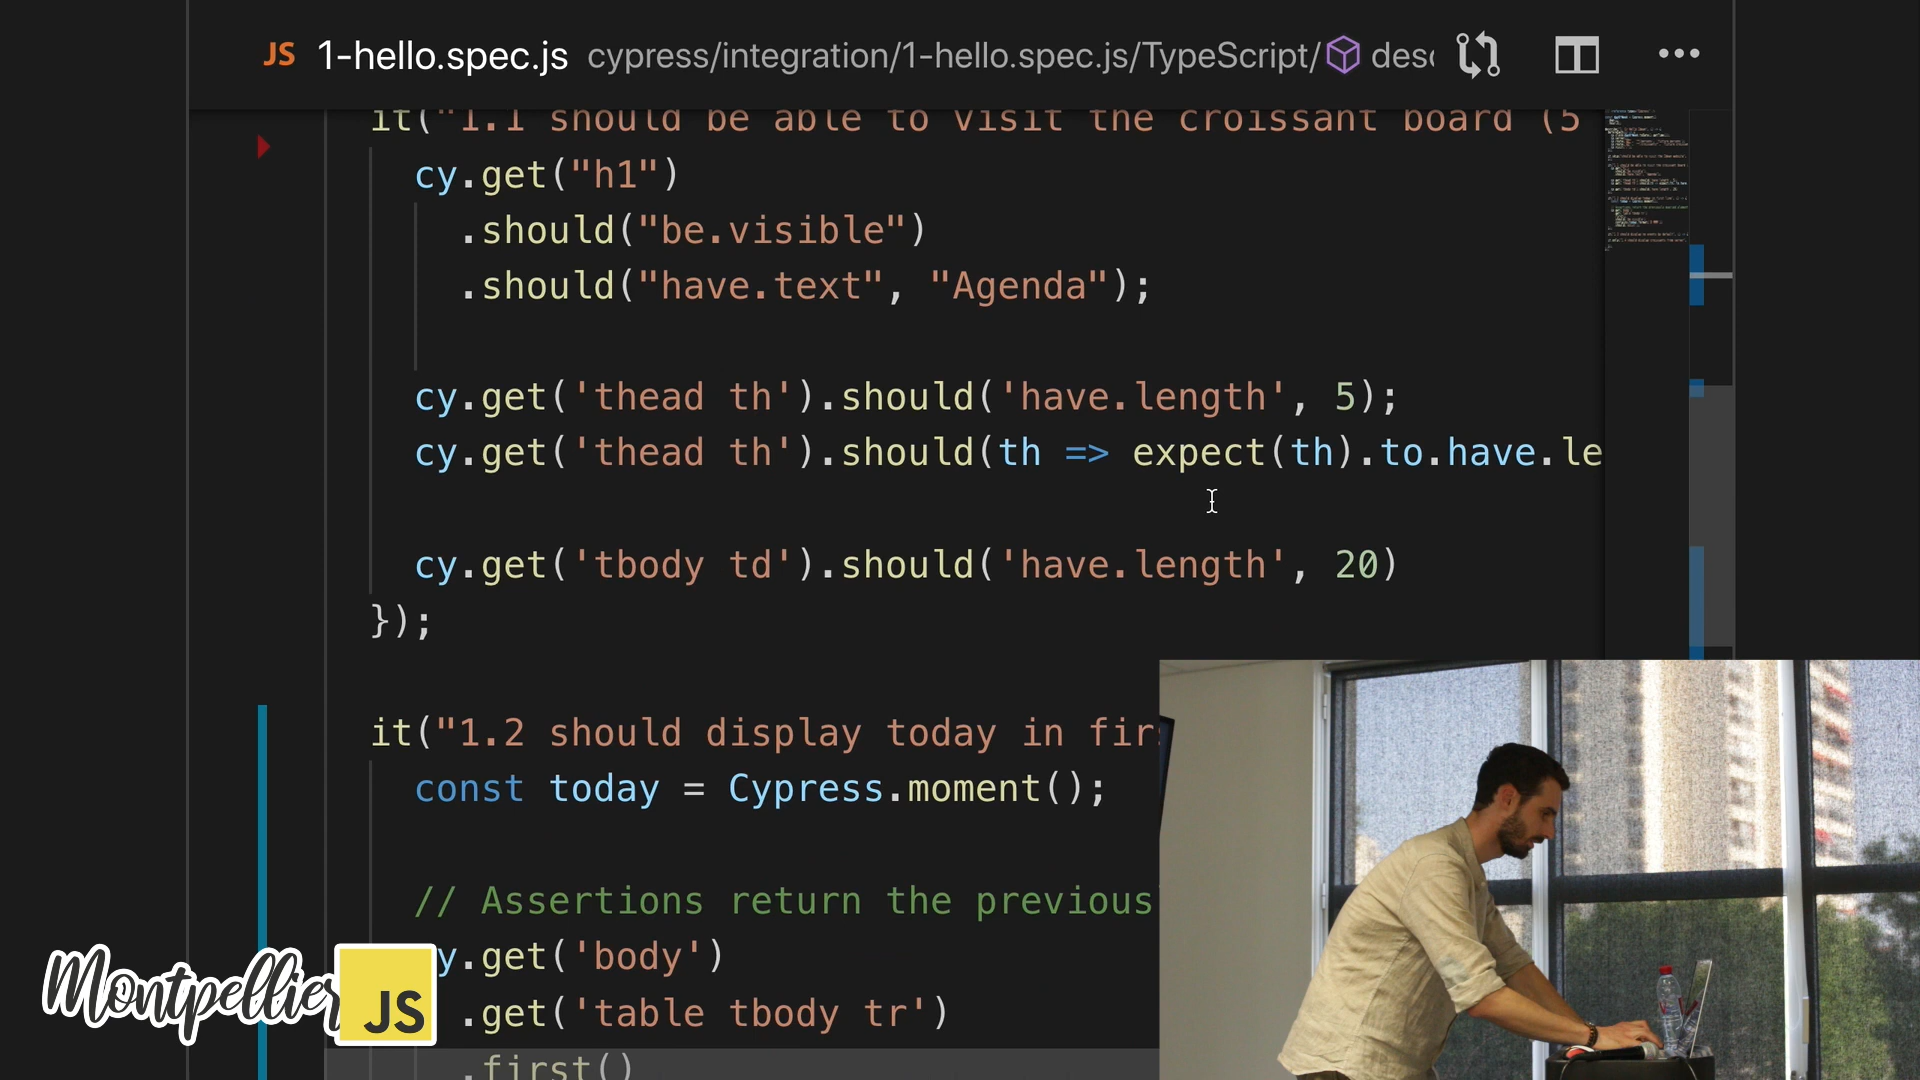 JS 1-hello.spec.js cypress/integration/1-hello.spec.js/TypeScript/ desc
it("1.1 should be able to visit the croissant board (5
cy.get("h1")
.should("be.visible")
.should("have.text", "Agenda");
cy.get('thead th').should('have.length', 5);
cy.get('thead th').should(th => expect(th).to.have.le
cy.get('tbody td').should('have.length', 20)
});
it("1.2 should display today in firs
const today = Cypress.moment();
// Assertions return the previous
y.get('body')
.get('table tbody tr')
.first()
Montpellier JS